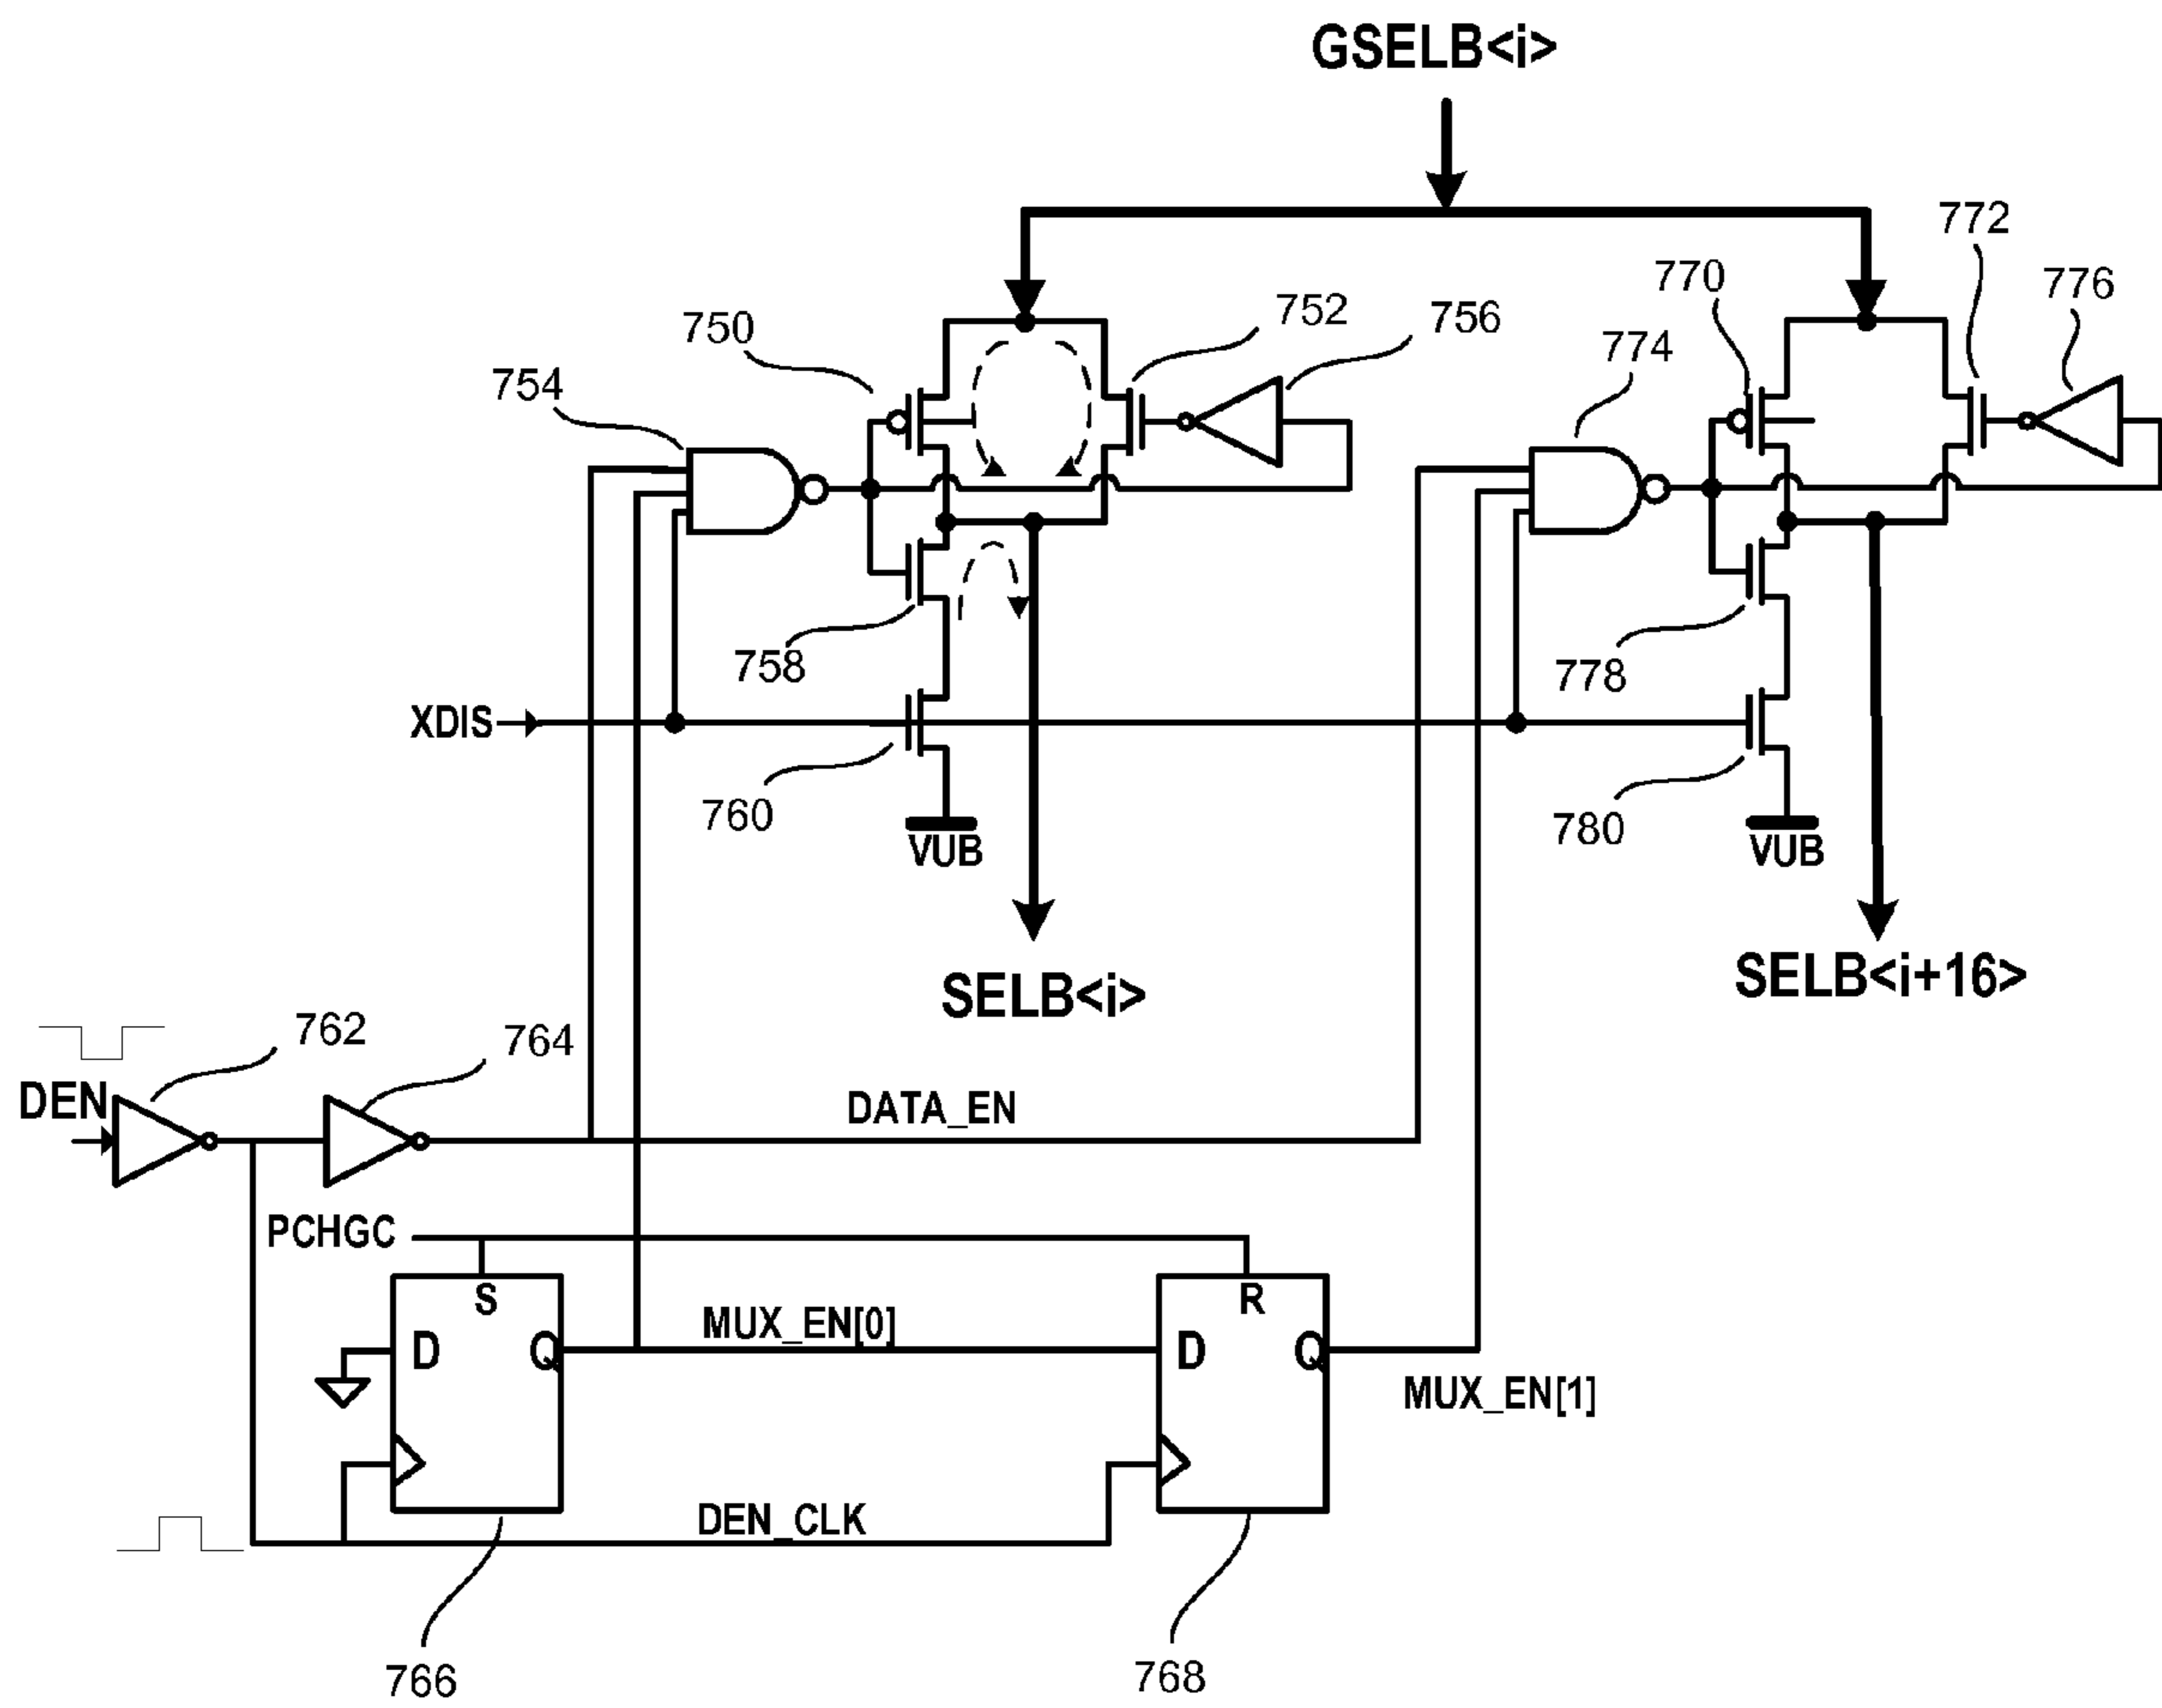 GSELB<i>
772
770
776
750
752
756
774
754
758
778
XDIS
760
780
VUB
VUB
SELB<i>
SELB<i+16>
762
764
DEN
DATA_EN
PCHGC
S
R
MUX_EN[0]
D
Q
D
Q
MUX_EN[1]
DEN_CLK
766
768